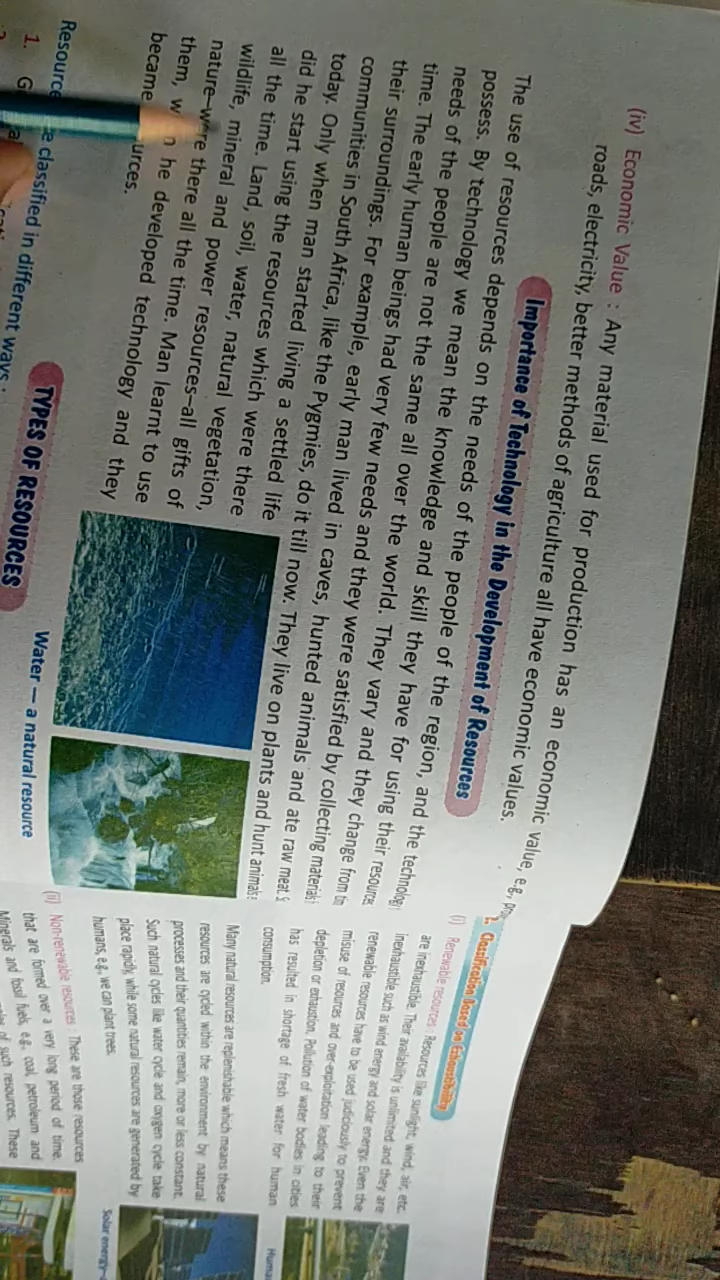 (iv) Economic Value : Any material used for production has an economic value, e.g.,
roads, electricity, better methods of agriculture all have economic values.
Importance of Technology in the Development of Resources
The use of resources depends on the needs of the people of the region, and the technology
possess. By technology we mean the knowledge and skill they have for using their resource
needs of the people are not the same all over the world. They vary and they change from
time. The early human beings had very few needs and they were satisfied by collecting materials
their surroundings. For example, early man lived in caves, hunted animals and ate raw meat.
communities in South Africa, like the Pygmies, do it till now. They live on plants and hunt animals
today. Only when man started living a settled life
did he start using the resources which were there
all the time. Land, soil, water, natural vegetation,
wildlife, mineral and power resources—all gifts of
nature—were there all the time. Man learnt to use
them, he developed technology and they
became
Water — a natural resource
TYPES OF RESOURCES
classified in different ways :
1.
1. Classification Based on Exhaustibility
(i) Renewable resources : Resources like sunlight, wind, air, etc.
are inexhaustible. Their availability is unlimited and they are
inexhaustible such as wind energy and solar energy. Even the
renewable resources have to be used judiciously to prevent
misuse of resources and over-exploitation leading to their
depletion or exhaustion. Pollution of water bodies in cities
has resulted in shortage of fresh water for human
consumption.
Many natural resources are replenishable which means these
resources are cycled within the environment by natural
processes and their quantities remain, more or less constant.
Such natural cycles like water cycle and oxygen cycle take
place rapidly, while some natural resources are generated by
humans, e.g., we can plant trees.
Solar energy
(ii) Non-renewable resources : These are those resources
that are formed over a very long period of time.
Minerals and fossil fuels, e.g., coal, petroleum and
of such resources. These